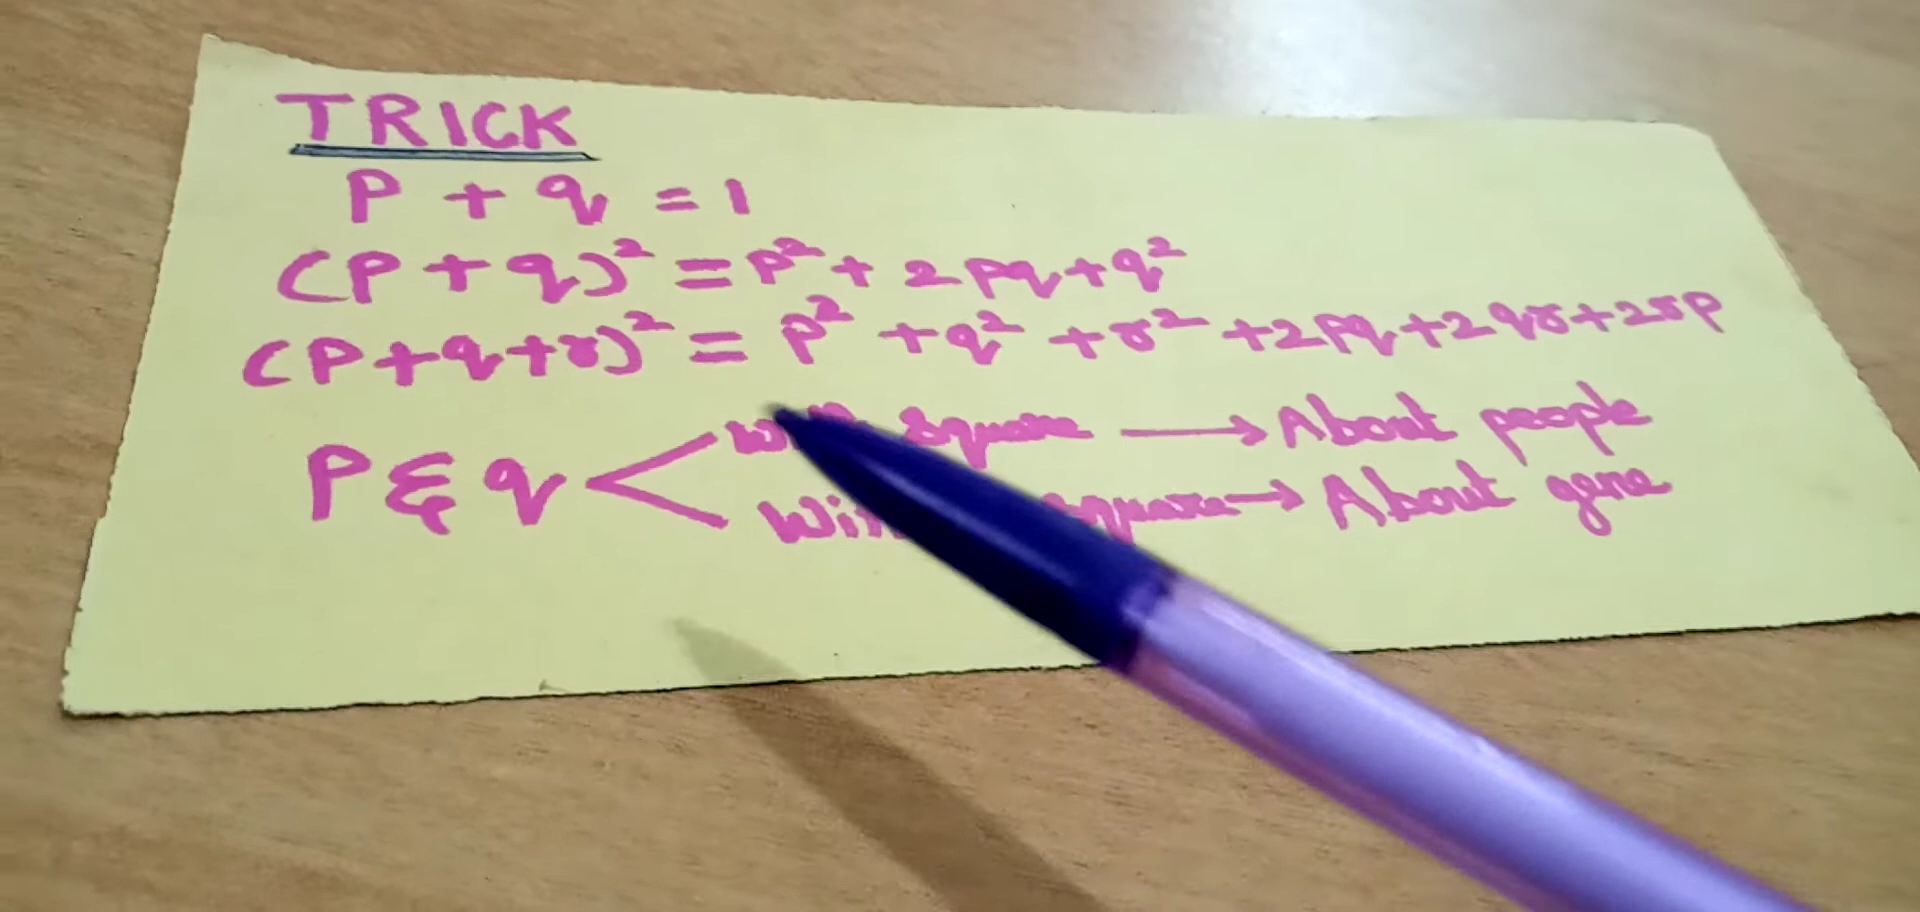 TRICK
P + q = 1
(P + q)² = P² + 2Pq + q²
(P+q+r)² = P² + q² + r² + 2Pq + 2qr + 2rP
P & q
Square → About people
Square → About gene